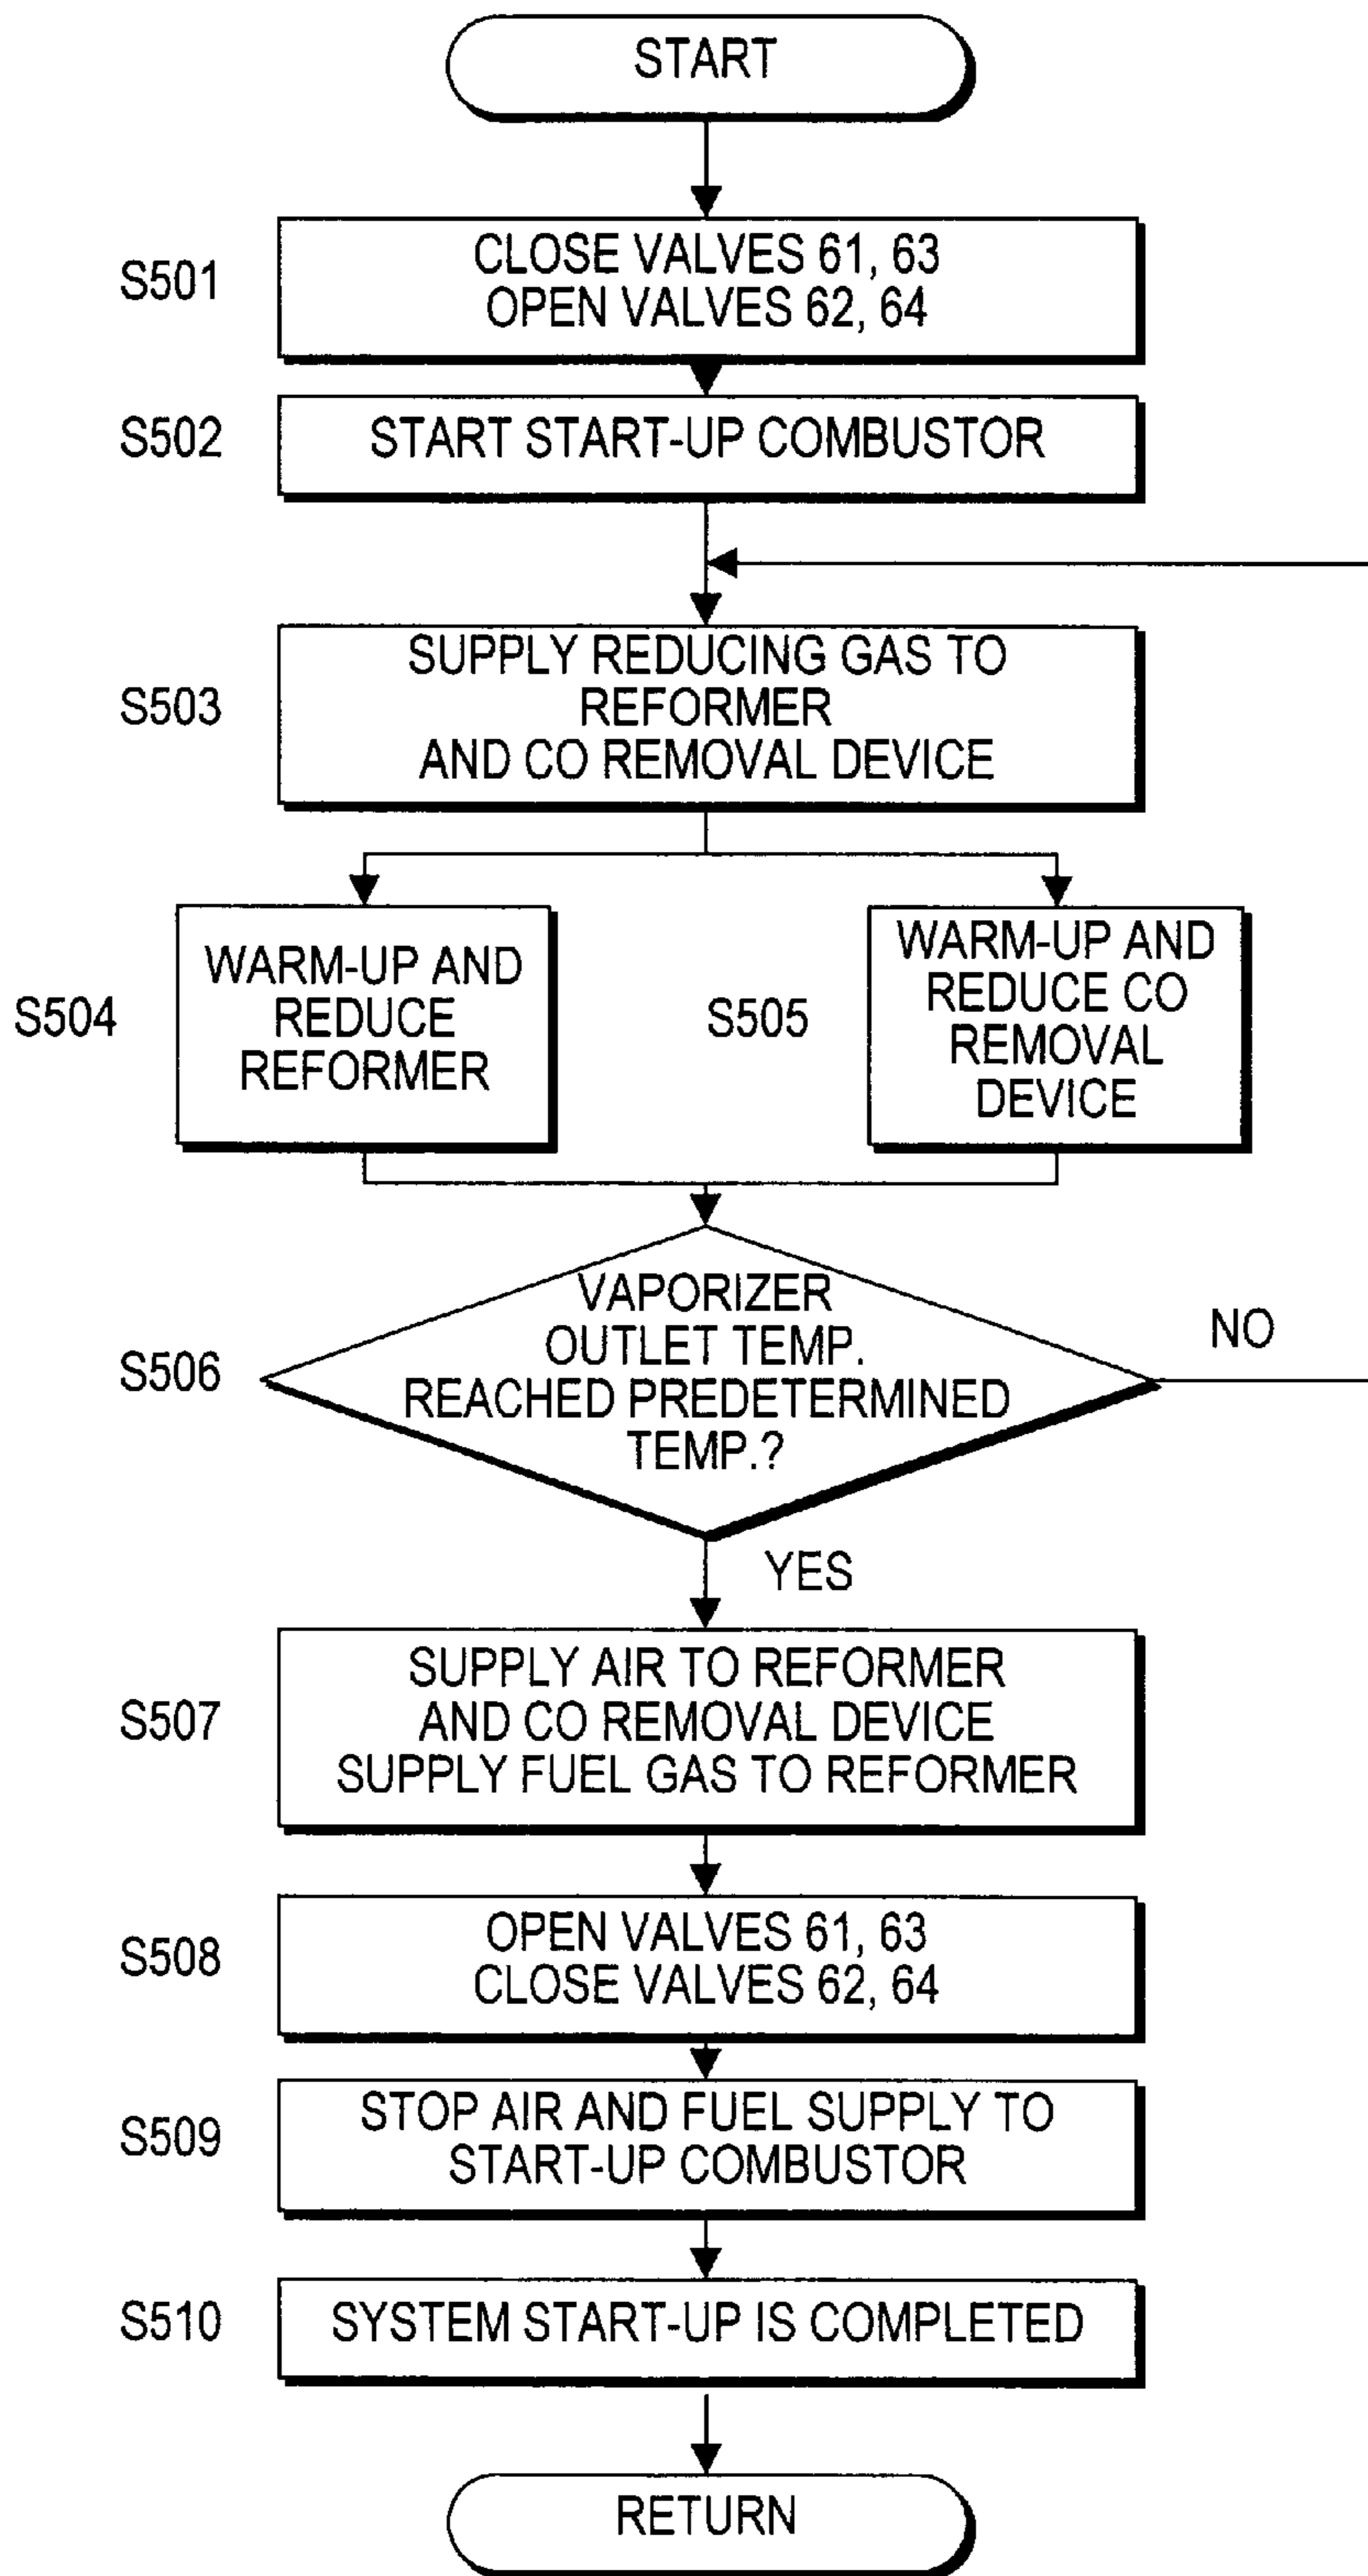 START
S501
CLOSE VALVES 61, 63
OPEN VALVES 62, 64
S502
START START-UP COMBUSTOR
S503
SUPPLY REDUCING GAS TO
REFORMER
AND CO REMOVAL DEVICE
S504
WARM-UP AND
REDUCE
REFORMER
S505
WARM-UP AND
REDUCE CO
REMOVAL
DEVICE
S506
VAPORIZER
OUTLET TEMP.
REACHED PREDETERMINED
TEMP.?
NO
YES
S507
SUPPLY AIR TO REFORMER
AND CO REMOVAL DEVICE
SUPPLY FUEL GAS TO REFORMER
S508
OPEN VALVES 61, 63
CLOSE VALVES 62, 64
S509
STOP AIR AND FUEL SUPPLY TO
START-UP COMBUSTOR
S510
SYSTEM START-UP IS COMPLETED
RETURN